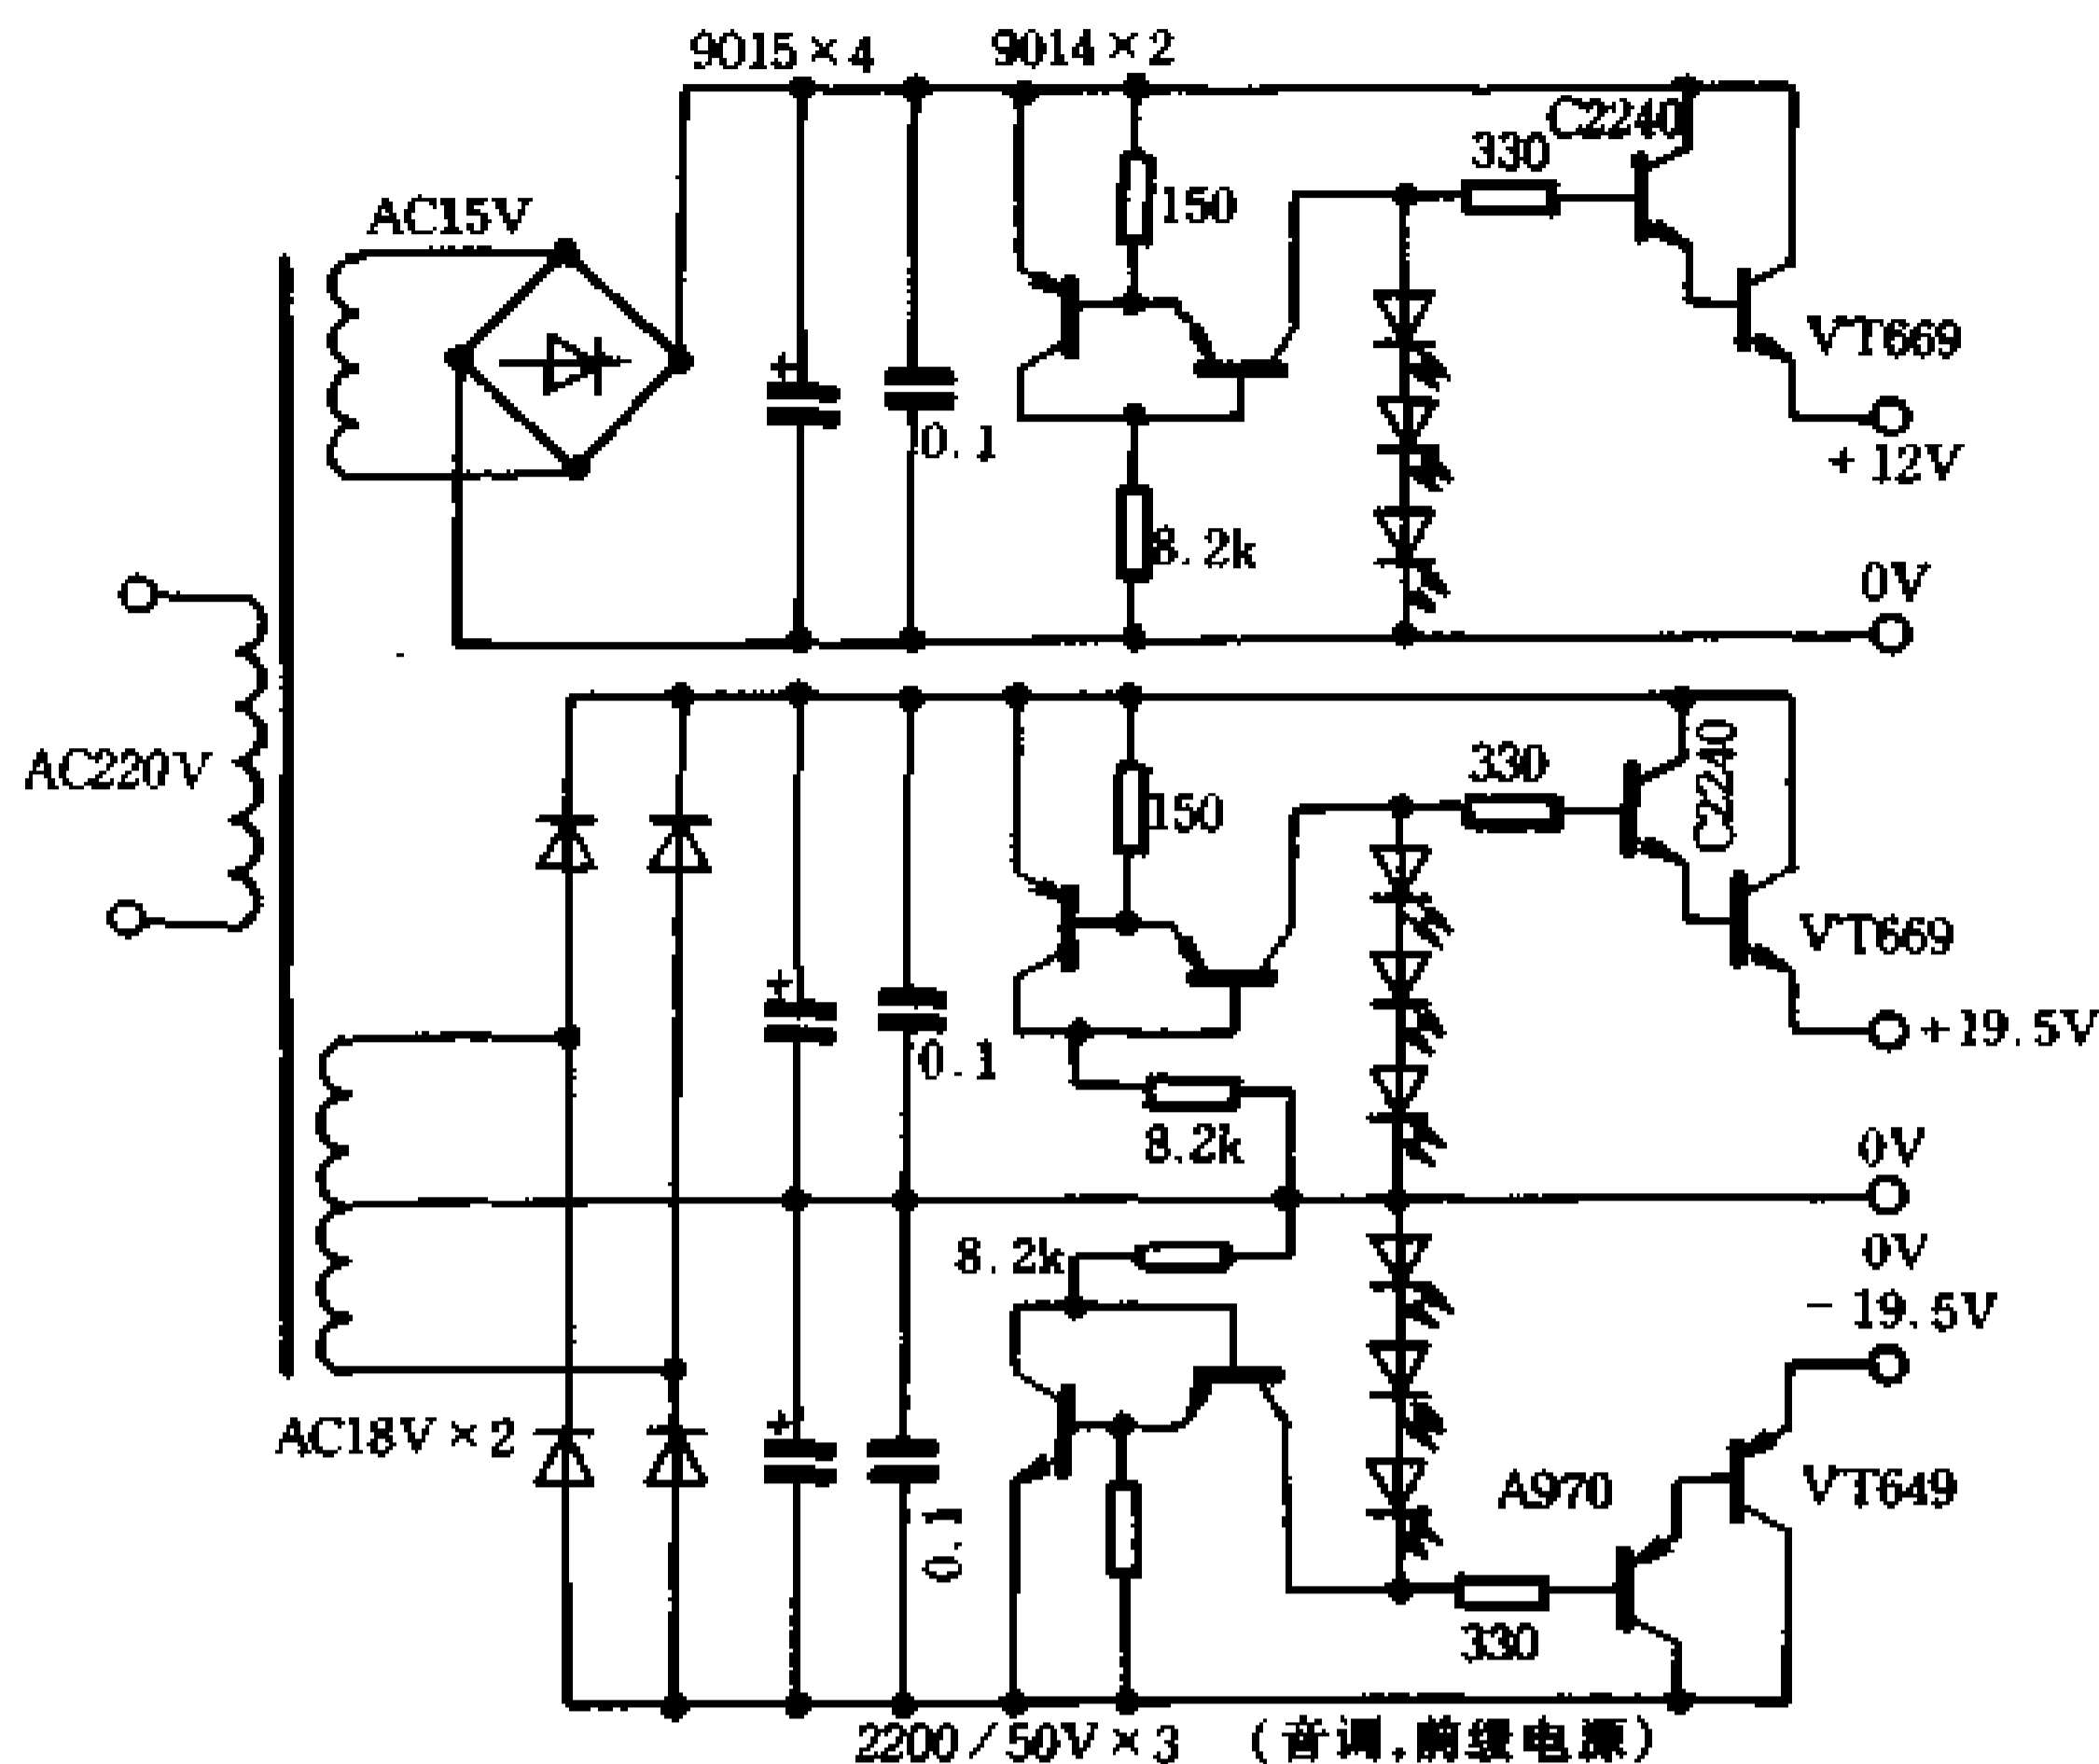 9015×4 9014×2
C2240
330
AC15V
150
VT669
0.1
+12V
8.2k
0V
AC220V
330
C2240
150
VT669
+19.5V
0.1
8.2k
0V
8.2k
0V
-19.5V
AC18V×2
A970
VT649
0.1
330
2200/50V×3 (音调,前缓电源)